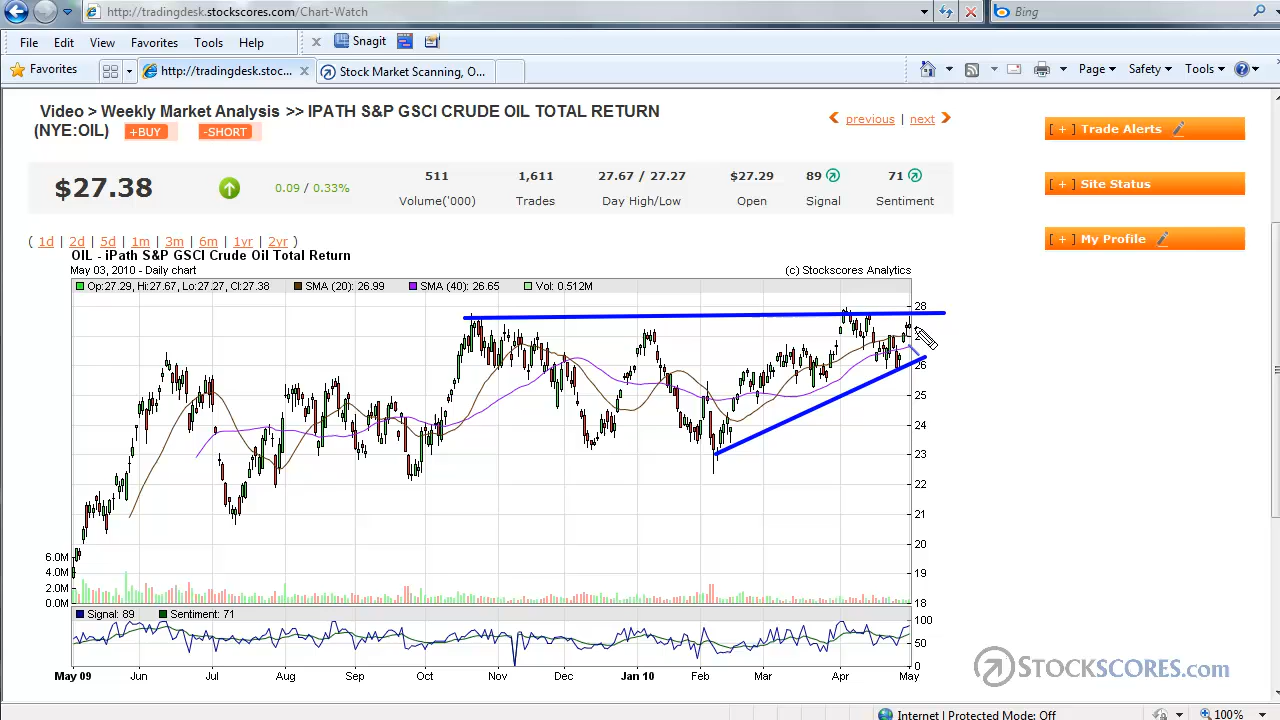 http://tradingdesk.stockscores.com/Chart-Watch
Bing
File Edit View Favorites Tools Help
Snagit
Favorites
http://tradingdesk.stoc...
Stock Market Scanning, O...
Page Safety Tools
Video > Weekly Market Analysis >> IPATH S&P GSCI CRUDE OIL TOTAL RETURN
(NYE:OIL) +BUY -SHORT
previous | next
[ + ] Trade Alerts
[ + ] Site Status
[ + ] My Profile
$27.38
0.09 / 0.33%
511 1,611 27.67 / 27.27 $27.29 89 71
Volume('000) Trades Day High/Low Open Signal Sentiment
( 1d | 2d | 5d | 1m | 3m | 6m | 1yr | 2yr )
OIL - iPath S&P GSCI Crude Oil Total Return
May 03, 2010 - Daily chart
(c) Stockscores Analytics
Op:27.29, Hi:27.67, Lo:27.27, Cl:27.38 SMA (20): 26.99 SMA (40): 26.65 Vol: 0.512M
28
26
25
24
23
22
21
20
19
18
6.0M
4.0M
2.0M
0.0M
Signal: 89 Sentiment: 71
100
50
0
May 09 Jun Jul Aug Sep Oct Nov Dec Jan 10 Feb Mar Apr May
STOCKSCORES.com
Internet | Protected Mode: Off
100%